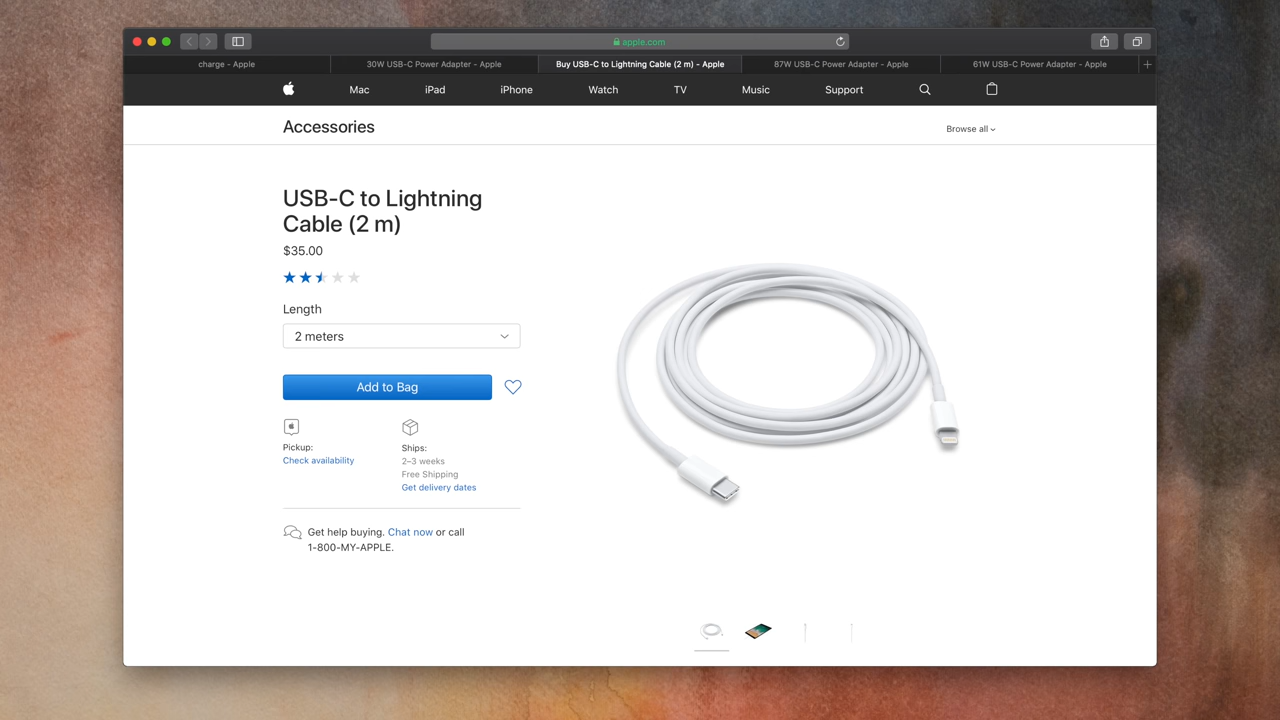 apple.com
charge - Apple
30W USB-C Power Adapter - Apple
Buy USB-C to Lightning Cable (2 m) - Apple
87W USB-C Power Adapter - Apple
61W USB-C Power Adapter - Apple
Mac
iPad
iPhone
Watch
TV
Music
Support
Accessories
Browse all
USB-C to Lightning
Cable (2 m)
$35.00
Length
2 meters
Add to Bag
Pickup:
Check availability
Ships:
2–3 weeks
Free Shipping
Get delivery dates
Get help buying. Chat now or call
1-800-MY-APPLE.